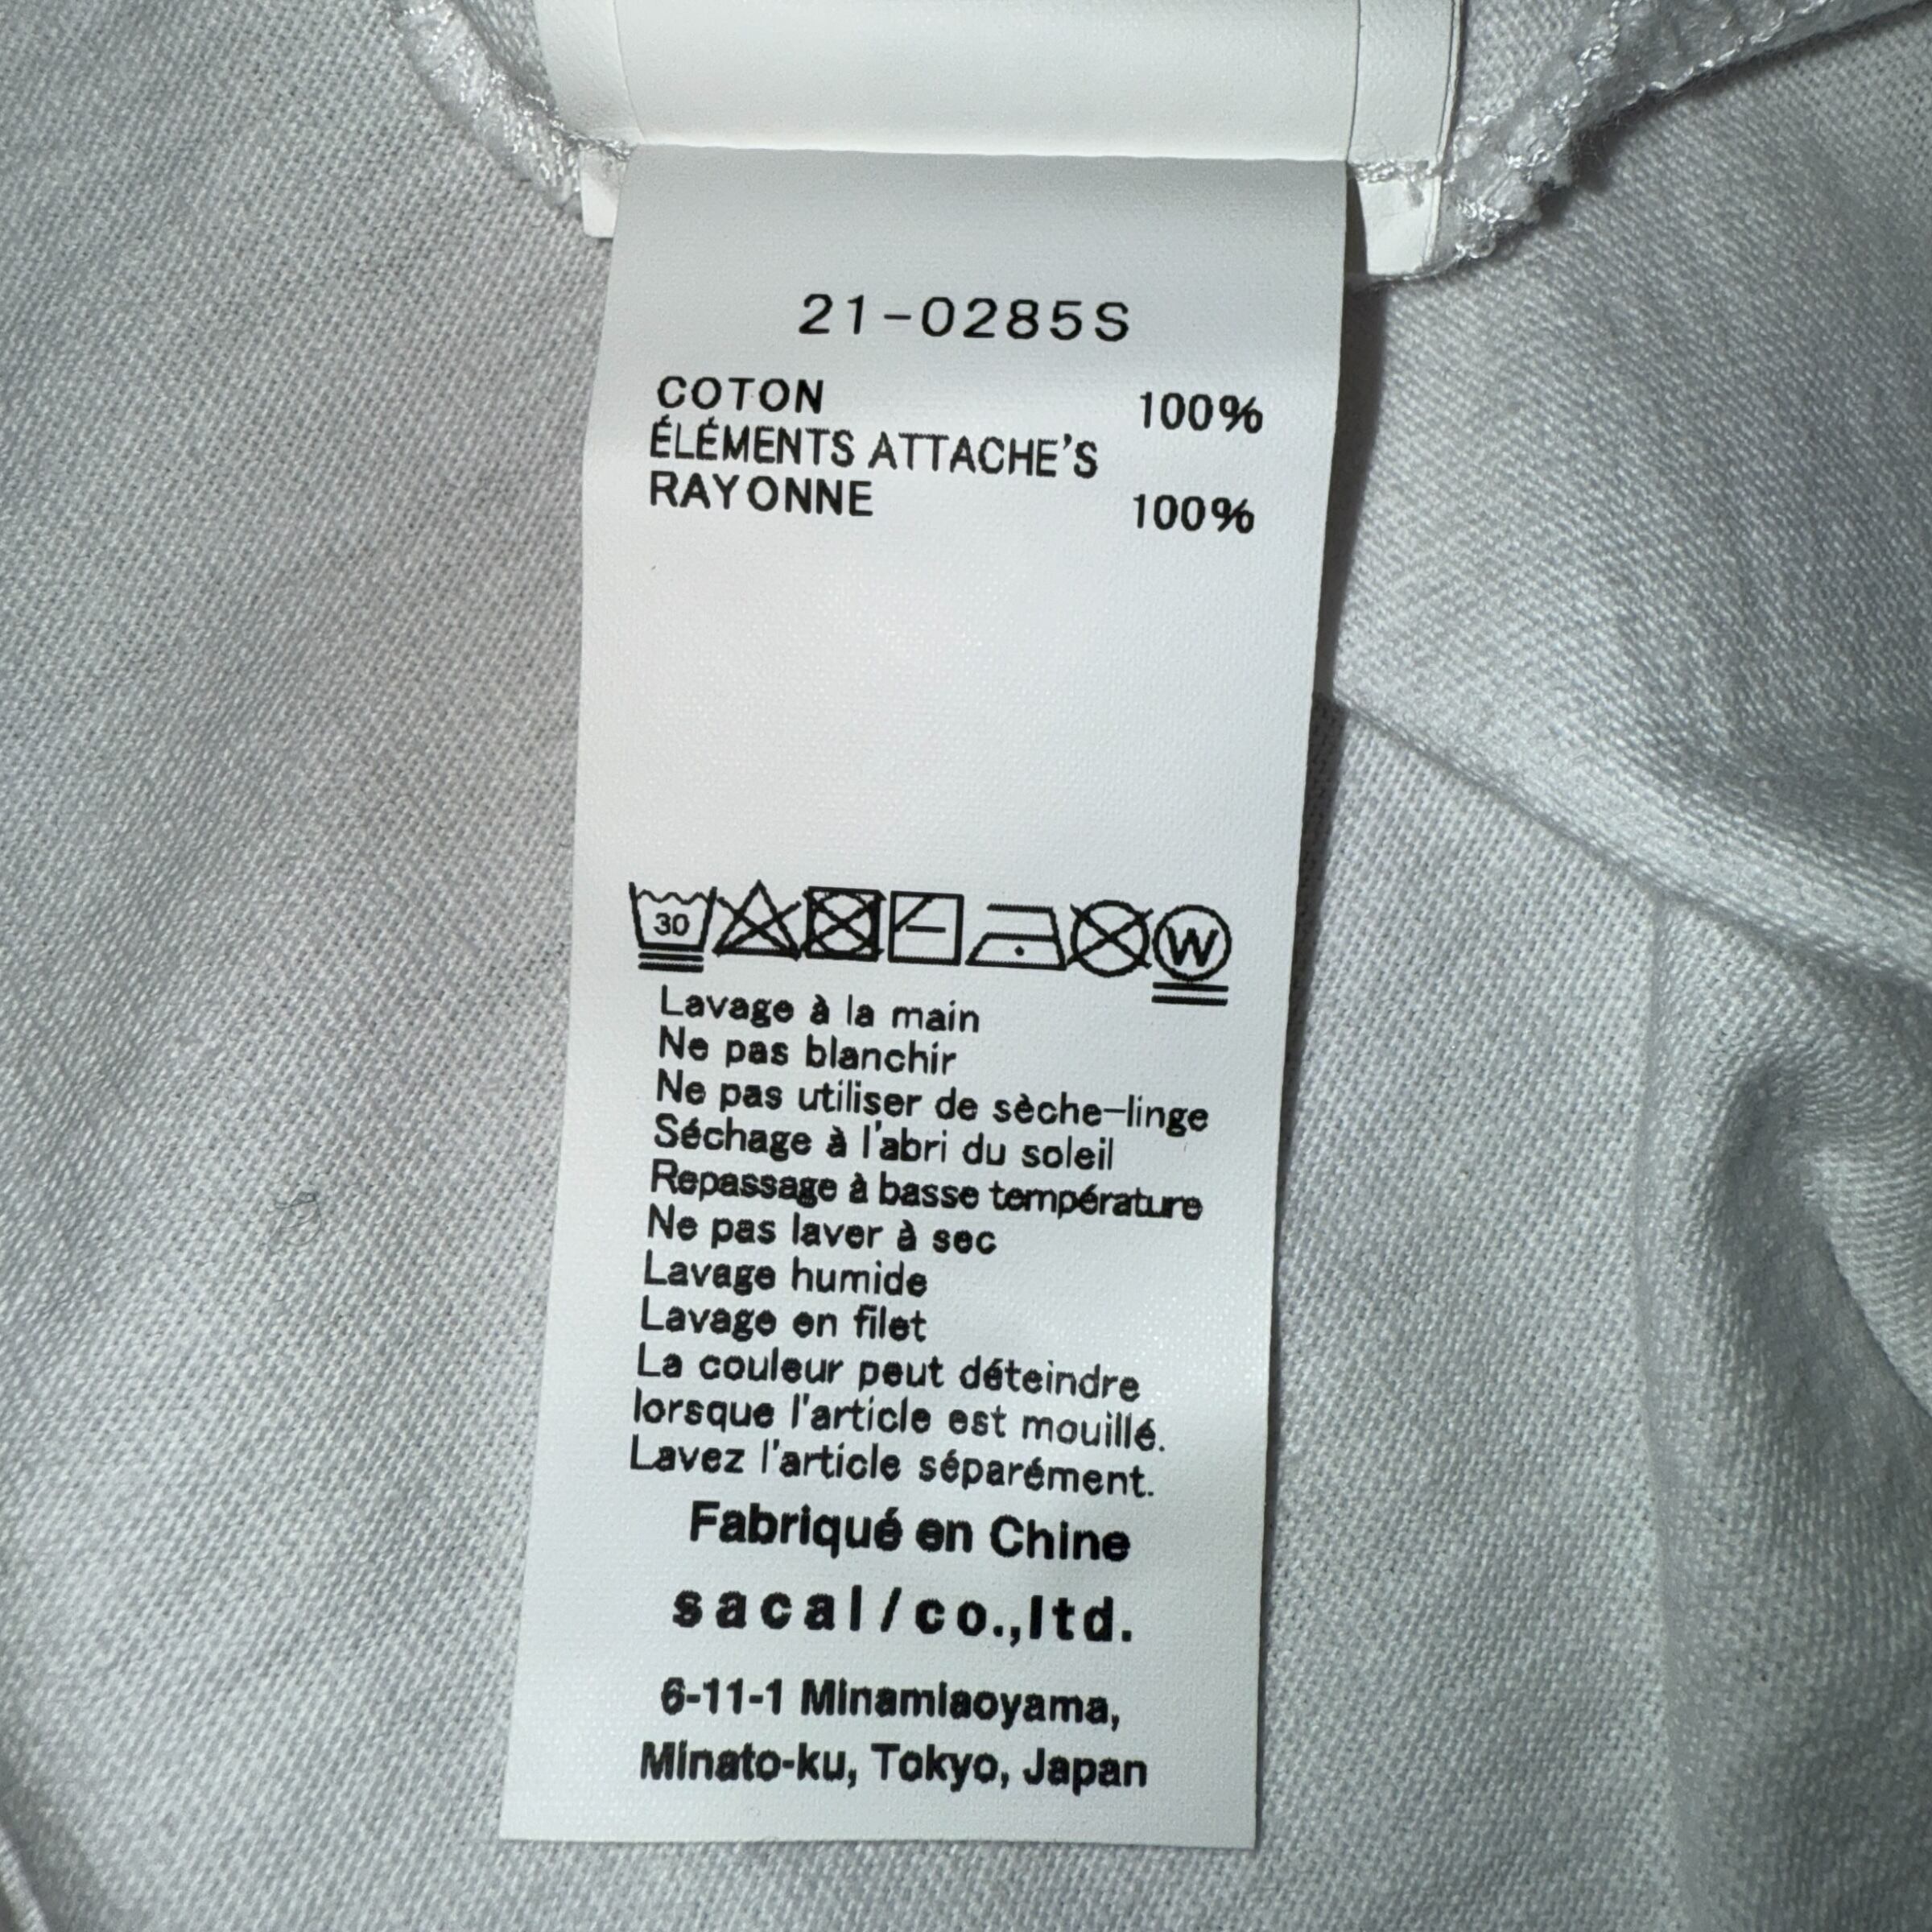 21-0285S
COTON 100%
ÉLÉMENTS ATTACHE'S
RAYONNE 100%
30 W
Lavage à la main
Ne pas blanchir
Ne pas utiliser de sèche-linge
Séchage à l'abri du soleil
Repassage à basse température
Ne pas laver à sec
Lavage humide
Lavage en filet
La couleur peut déteindre
lorsque l'article est mouillé.
Lavez l'article séparément.
Fabriqué en Chine
sacaI/co.,ltd.
6-11-1 Minamiaoyama,
Minato-ku, Tokyo, Japan